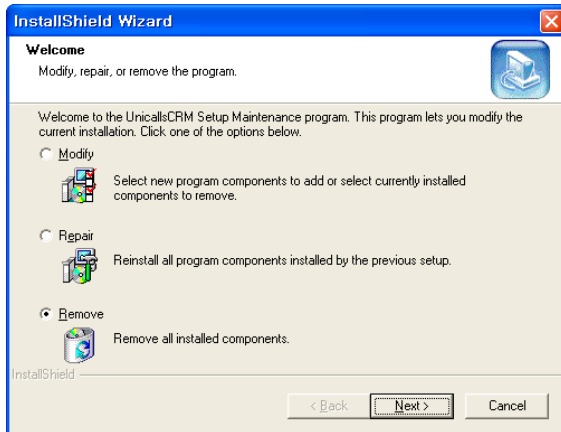 InstallShield Wizard
Welcome
Modify, repair, or remove the program.
Welcome to the UnicallsCRM Setup Maintenance program. This program lets you modify the
current installation. Click one of the options below.
Modify
Select new program components to add or select currently installed
components to remove.
Repair
Reinstall all program components installed by the previous setup.
Remove
Remove all installed components.
InstallShield
< Back
Next >
Cancel